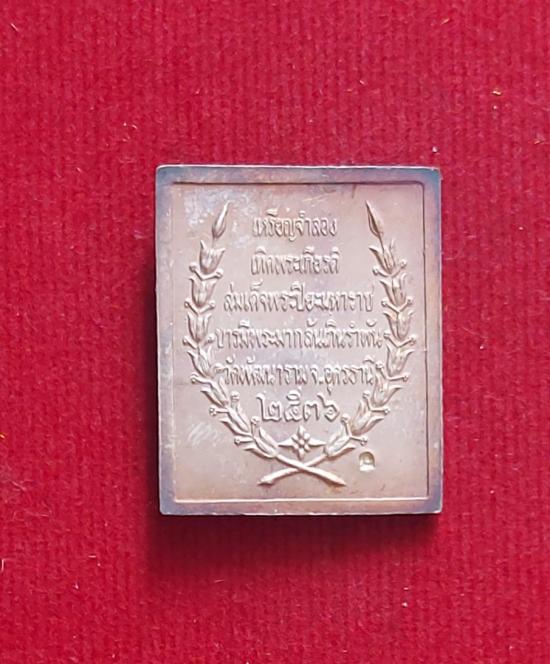 เหรียญจำลอง
เทิดพระเกียรติ
สมเด็จพระปิยะมหาราช
บารมีพระมากล้นเกินรำพัน
วัดพัฒนาราม จ.อุดรธานี
๒๕๓๖